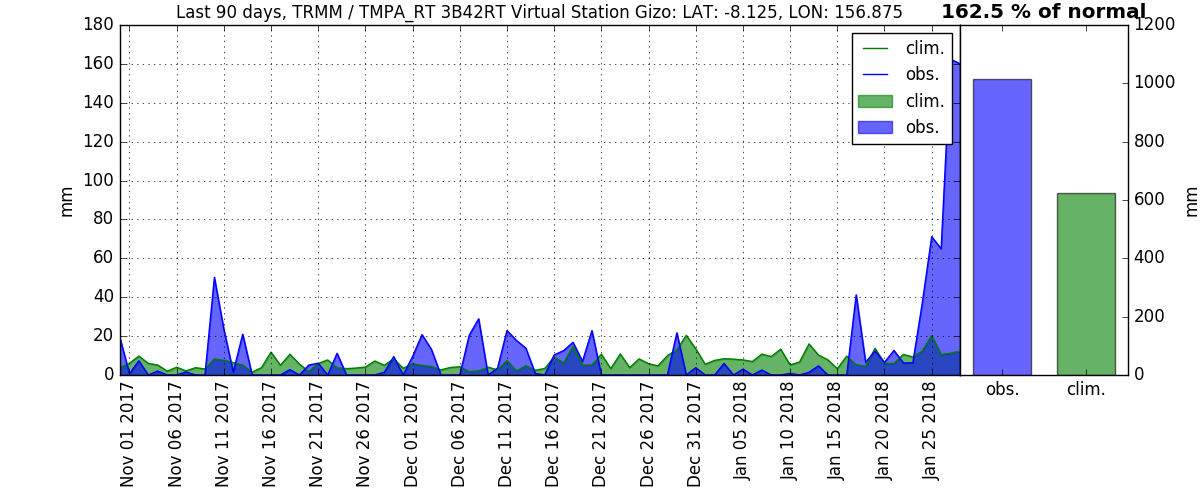 Last 90 days, TRMM / TMPA_RT 3B42RT Virtual Station Gizo: LAT: -8.125, LON: 156.875
162.5 % of normal
180
160
140
120
100
80
60
40
20
0
mm
clim.
obs.
clim.
obs.
1200
1000
800
600
400
200
0
mm
obs.
clim.
Nov 01 2017
Nov 06 2017
Nov 11 2017
Nov 16 2017
Nov 21 2017
Nov 26 2017
Dec 01 2017
Dec 06 2017
Dec 11 2017
Dec 16 2017
Dec 21 2017
Dec 26 2017
Dec 31 2017
Jan 05 2018
Jan 10 2018
Jan 15 2018
Jan 20 2018
Jan 25 2018